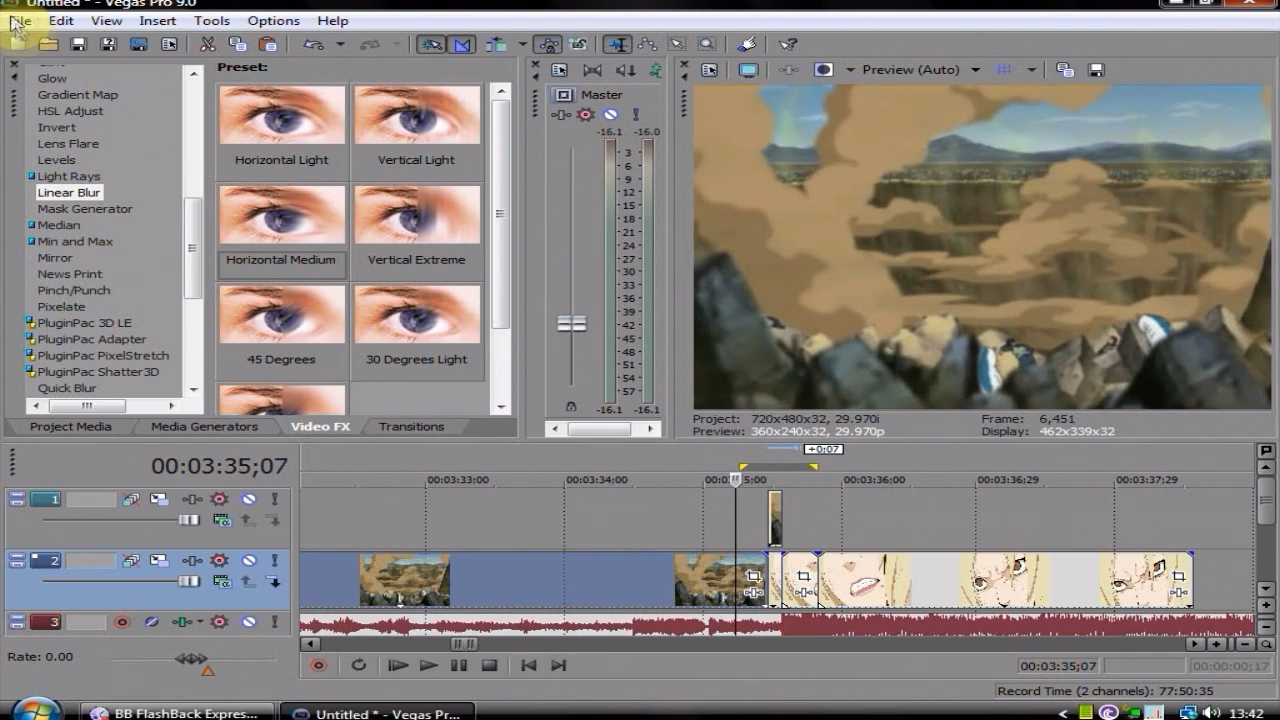 Untitled * - Vegas Pro 9.0
File Edit View Insert Tools Options Help
Preset:
Glow
Gradient Map
HSL Adjust
Invert
Lens Flare
Levels
Light Rays
Linear Blur
Mask Generator
Median
Min and Max
Mirror
News Print
Pinch/Punch
Pixelate
PluginPac 3D LE
PluginPac Adapter
PluginPac PixelStretch
PluginPac Shatter3D
Quick Blur
Horizontal Light
Vertical Light
Horizontal Medium
Vertical Extreme
45 Degrees
30 Degrees Light
Project Media
Media Generators
Video FX
Transitions
Master
-16.1 -16.0
3
6
9
12
15
18
21
24
27
30
33
36
39
42
45
48
51
54
57
-16.1 -16.1
Preview (Auto)
Project: 720x480x32, 29.970i
Frame: 6,451
Preview: 360x240x32, 29.970p
Display: 462x339x32
+0;07
00:03:35;07
00:03:33;00
00:03:34;00
5;00
00:03:36;00
00:03:36;29
00:03:37;29
1
2
3
Rate: 0.00
00:03:35;07
00:00:00;17
Record Time (2 channels): 77:50:35
BB FlashBack Expres...
Untitled * - Vegas Pr...
13:42